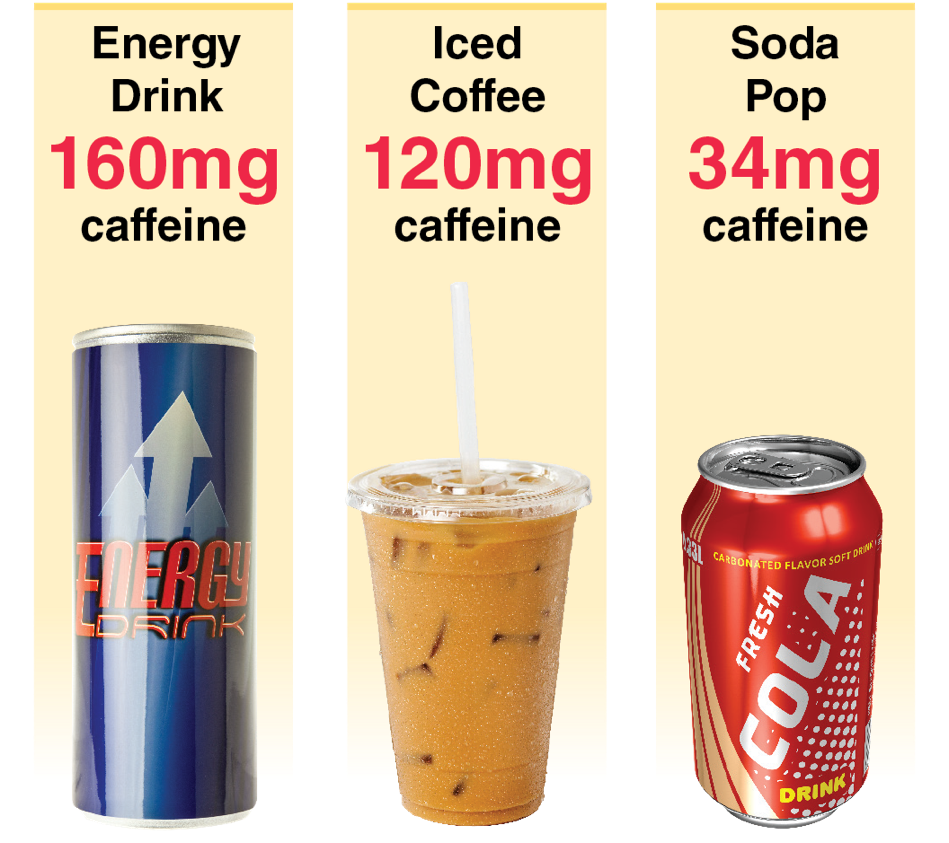 Energy
Drink
160mg
caffeine
Iced
Coffee
120mg
caffeine
Soda
Pop
34mg
caffeine
ENERGY
DRINK
CARBONATED FLAVOR SOFT DRINK
FRESH
COLA
DRINK